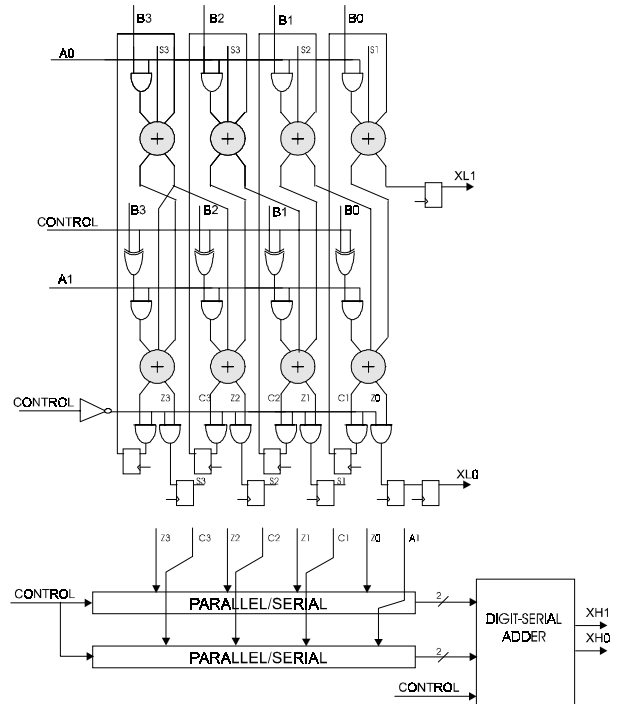 B3 B2 B1 B0
A0 S3 S3 S2 S1
+ + + +
XL1
B3 B2 B1 B0
CONTROL
A1
+ + + +
Z3 C3 Z2 C2 Z1 C1 Z0
CONTROL
S3 S2 S1
XL0
Z3 C3 Z2 C2 Z1 C1 Z0 A1
CONTROL
PARALLEL/SERIAL 2
DIGIT-SERIAL
ADDER
XH1
XH0
PARALLEL/SERIAL 2
CONTROL